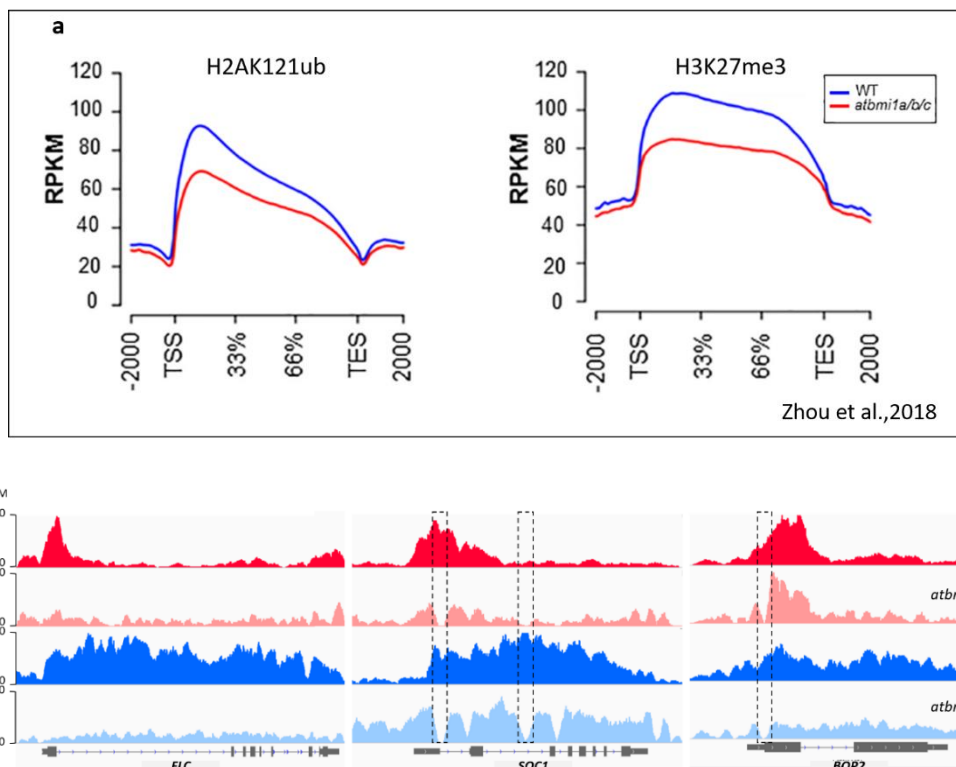 a
H2AK121ub
H3K27me3
WT
atbmi1a/b/c
RPKM
120
100
80
60
40
20
0
-2000
TSS
33%
66%
TES
2000
RPKM
120
100
80
60
40
20
0
-2000
TSS
33%
66%
TES
2000
Zhou et al.,2018
FLC
SOC1
BOP2